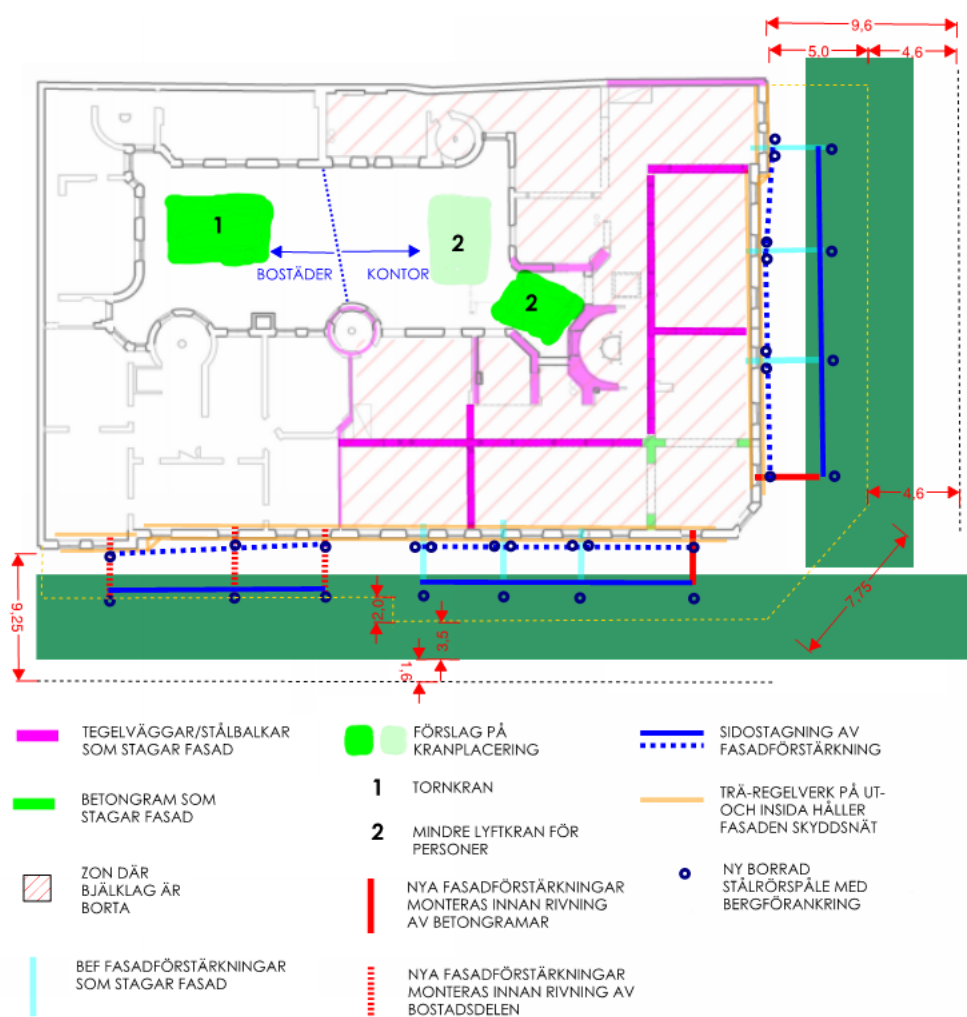 9,6
5,0
4,6
1
2
BOSTÄDER
KONTOR
2
4,6
7,75
9,25
2,0
3,5
1,6
TEGELVÄGGAR/STÅLBALKAR
SOM STAGAR FASAD
BETONGRAM SOM
STAGAR FASAD
ZON DÄR
BJÄLKLAG ÄR
BORTA
BEF FASADFÖRSTÄRKNINGAR
SOM STAGAR FASAD
FÖRSLAG PÅ
KRANPLACERING
1
TORNKRAN
2
MINDRE LYFTKRAN FÖR
PERSONER
NYA FASADFÖRSTÄRKNINGAR
MONTERAS INNAN RIVNING
AV BETONGRAMAR
NYA FASADFÖRSTÄRKNINGAR
MONTERAS INNAN RIVNING AV
BOSTADSDELEN
SIDOSTAGNING AV
FASADFÖRSTÄRKNING
TRÄ-REGELVERK PÅ UT-
OCH INSIDA HÅLLER
FASADEN SKYDDSNÄT
NY BORRAD
STÅLRÖRSPÅLE MED
BERGFÖRANKRING